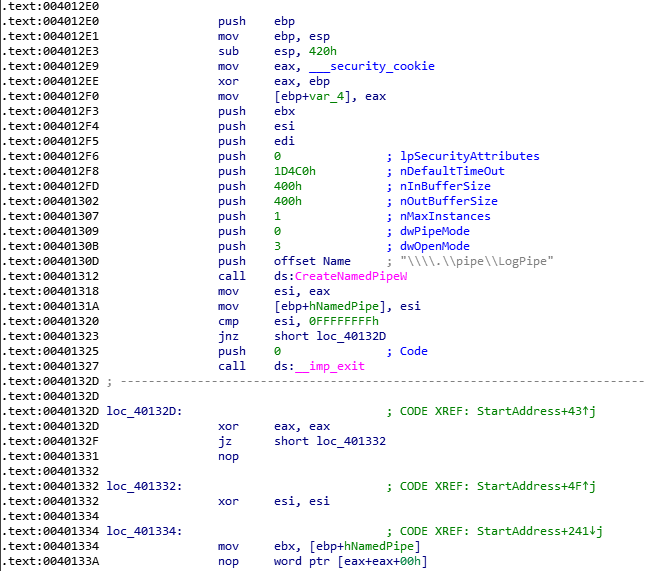 .text:004012E0
.text:004012E0 push ebp
.text:004012E1 mov ebp, esp
.text:004012E3 sub esp, 420h
.text:004012E9 mov eax, ___security_cookie
.text:004012EE xor eax, ebp
.text:004012F0 mov [ebp+var_4], eax
.text:004012F3 push ebx
.text:004012F4 push esi
.text:004012F5 push edi
.text:004012F6 push 0 ; lpSecurityAttributes
.text:004012F8 push 1D4C0h ; nDefaultTimeOut
.text:004012FD push 400h ; nInBufferSize
.text:00401302 push 400h ; nOutBufferSize
.text:00401307 push 1 ; nMaxInstances
.text:00401309 push 0 ; dwPipeMode
.text:0040130B push 3 ; dwOpenMode
.text:0040130D push offset Name ; "\\\\.\\pipe\\LogPipe"
.text:00401312 call ds:CreateNamedPipeW
.text:00401318 mov esi, eax
.text:0040131A mov [ebp+hNamedPipe], esi
.text:00401320 cmp esi, 0FFFFFFFFh
.text:00401323 jnz short loc_40132D
.text:00401325 push 0 ; Code
.text:00401327 call ds:__imp_exit
.text:0040132D ; ---------------------------------------------------------------------------
.text:0040132D
.text:0040132D loc_40132D: ; CODE XREF: StartAddress+43↑j
.text:0040132D xor eax, eax
.text:0040132F jz short loc_401332
.text:00401331 nop
.text:00401332
.text:00401332 loc_401332: ; CODE XREF: StartAddress+4F↑j
.text:00401332 xor esi, esi
.text:00401334
.text:00401334 loc_401334: ; CODE XREF: StartAddress+241↓j
.text:00401334 mov ebx, [ebp+hNamedPipe]
.text:0040133A nop word ptr [eax+eax+00h]